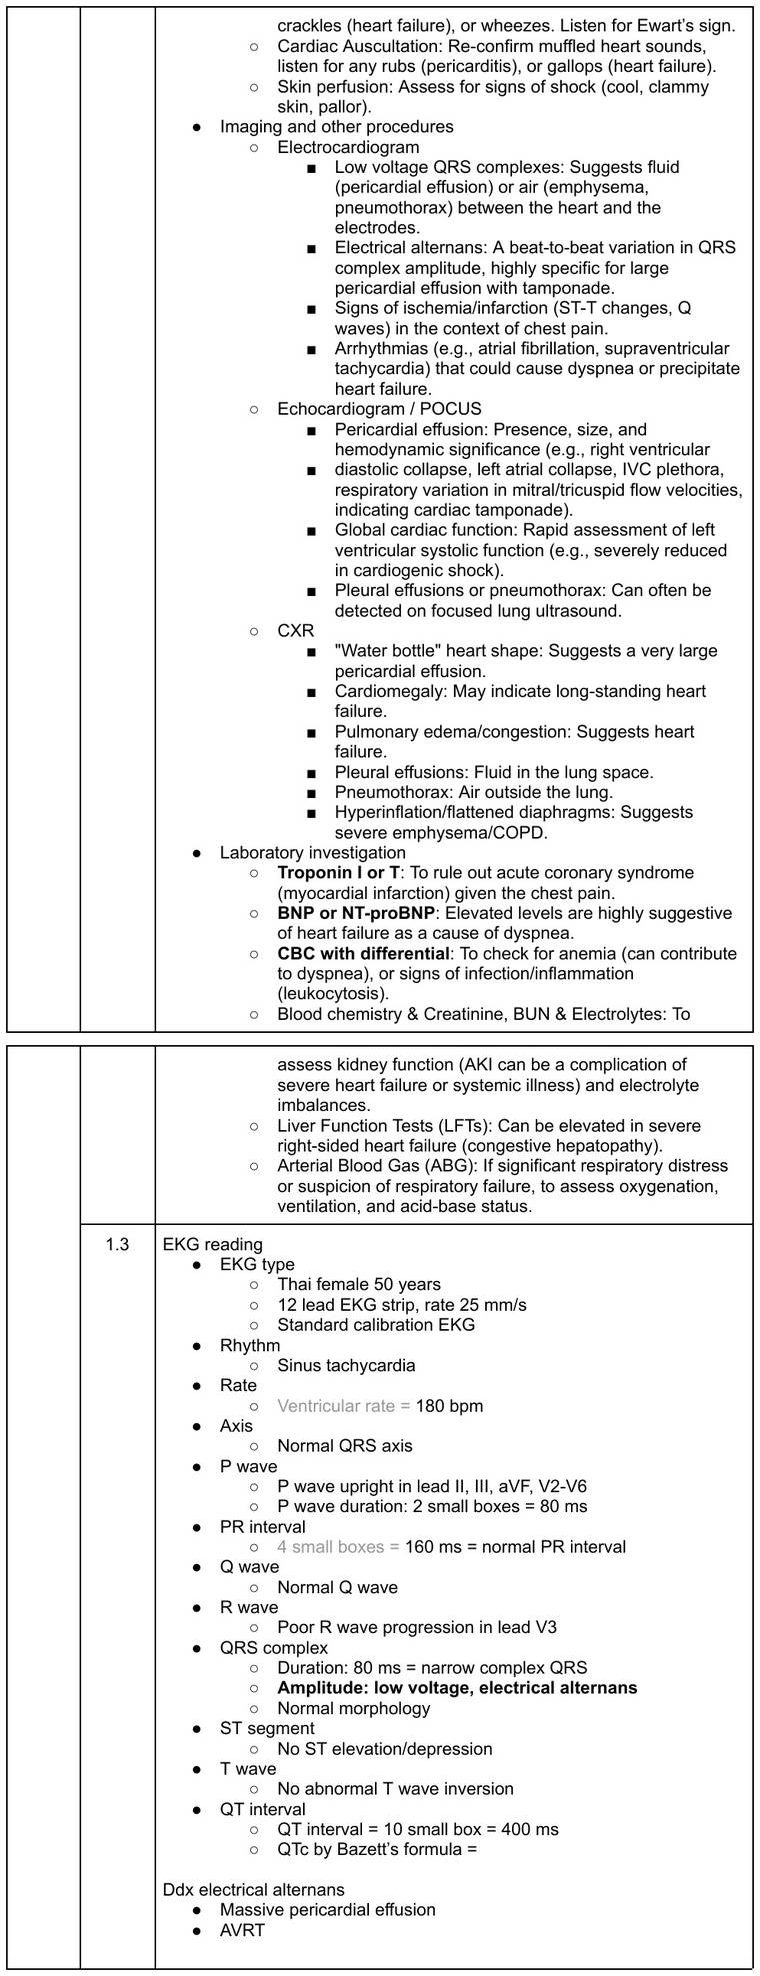 crackles (heart failure), or wheezes. Listen for Ewart’s sign.
○ Cardiac Auscultation: Re-confirm muffled heart sounds,
listen for any rubs (pericarditis), or gallops (heart failure).
○ Skin perfusion: Assess for signs of shock (cool, clammy
skin, pallor).
● Imaging and other procedures
○ Electrocardiogram
■ Low voltage QRS complexes: Suggests fluid
(pericardial effusion) or air (emphysema,
pneumothorax) between the heart and the
electrodes.
■ Electrical alternans: A beat-to-beat variation in QRS
complex amplitude, highly specific for large
pericardial effusion with tamponade.
■ Signs of ischemia/infarction (ST-T changes, Q
waves) in the context of chest pain.
■ Arrhythmias (e.g., atrial fibrillation, supraventricular
tachycardia) that could cause dyspnea or precipitate
heart failure.
○ Echocardiogram / POCUS
■ Pericardial effusion: Presence, size, and
hemodynamic significance (e.g., right ventricular
■ diastolic collapse, left atrial collapse, IVC plethora,
respiratory variation in mitral/tricuspid flow velocities,
indicating cardiac tamponade).
■ Global cardiac function: Rapid assessment of left
ventricular systolic function (e.g., severely reduced
in cardiogenic shock).
■ Pleural effusions or pneumothorax: Can often be
detected on focused lung ultrasound.
○ CXR
■ "Water bottle" heart shape: Suggests a very large
pericardial effusion.
■ Cardiomegaly: May indicate long-standing heart
failure.
■ Pulmonary edema/congestion: Suggests heart
failure.
■ Pleural effusions: Fluid in the lung space.
■ Pneumothorax: Air outside the lung.
■ Hyperinflation/flattened diaphragms: Suggests
severe emphysema/COPD.
● Laboratory investigation
○ Troponin I or T: To rule out acute coronary syndrome
(myocardial infarction) given the chest pain.
○ BNP or NT-proBNP: Elevated levels are highly suggestive
of heart failure as a cause of dyspnea.
○ CBC with differential: To check for anemia (can contribute
to dyspnea), or signs of infection/inflammation
(leukocytosis).
○ Blood chemistry & Creatinine, BUN & Electrolytes: To
assess kidney function (AKI can be a complication of
severe heart failure or systemic illness) and electrolyte
imbalances.
○ Liver Function Tests (LFTs): Can be elevated in severe
right-sided heart failure (congestive hepatopathy).
○ Arterial Blood Gas (ABG): If significant respiratory distress
or suspicion of respiratory failure, to assess oxygenation,
ventilation, and acid-base status.
1.3 EKG reading
● EKG type
○ Thai female 50 years
○ 12 lead EKG strip, rate 25 mm/s
○ Standard calibration EKG
● Rhythm
○ Sinus tachycardia
● Rate
○ Ventricular rate = 180 bpm
● Axis
○ Normal QRS axis
● P wave
○ P wave upright in lead II, III, aVF, V2-V6
○ P wave duration: 2 small boxes = 80 ms
● PR interval
○ 4 small boxes = 160 ms = normal PR interval
● Q wave
○ Normal Q wave
● R wave
○ Poor R wave progression in lead V3
● QRS complex
○ Duration: 80 ms = narrow complex QRS
○ Amplitude: low voltage, electrical alternans
○ Normal morphology
● ST segment
○ No ST elevation/depression
● T wave
○ No abnormal T wave inversion
● QT interval
○ QT interval = 10 small box = 400 ms
○ QTc by Bazett’s formula =
Ddx electrical alternans
● Massive pericardial effusion
● AVRT